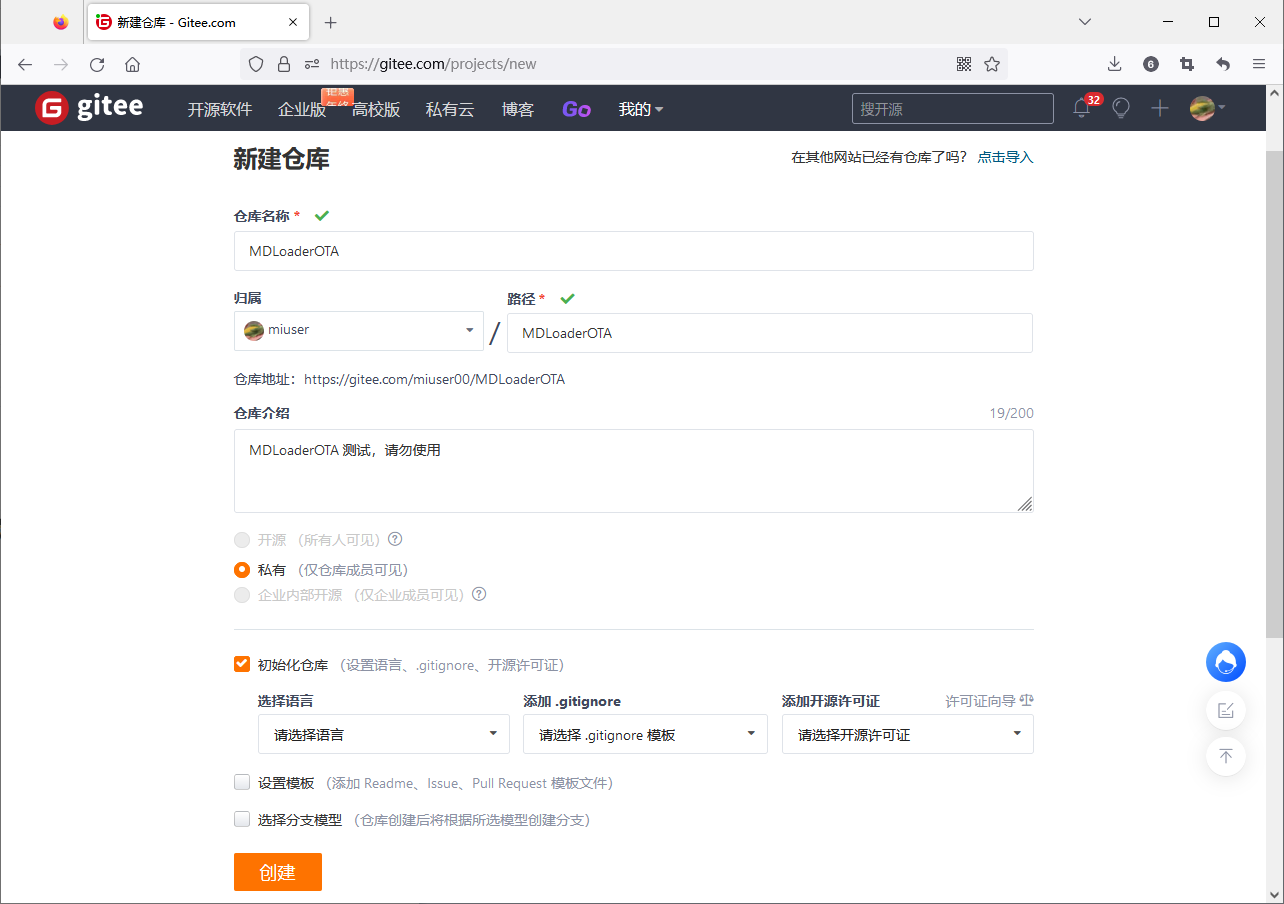 新建仓库 - Gitee.com
6
https://gitee.com/projects/new
gitee 开源软件 企业版 高校版 私有云 博客 Go 我的 搜开源 32
新建仓库 在其他网站已经有仓库了吗? 点击导入
仓库名称 *
MDLoaderOTA
归属 路径 *
miuser / MDLoaderOTA
仓库地址：https://gitee.com/miuser00/MDLoaderOTA
仓库介绍 19/200
MDLoaderOTA 测试，请勿使用
开源 （所有人可见） ?
私有 （仅仓库成员可见）
企业内部开源 （仅企业成员可见） ?
初始化仓库 （设置语言、.gitignore、开源许可证）
选择语言 添加 .gitignore 添加开源许可证 许可证向导
请选择语言 请选择 .gitignore 模板 请选择开源许可证
设置模板 （添加 Readme、Issue、Pull Request 模板文件）
选择分支模型 （仓库创建后将根据所选模型创建分支）
创建